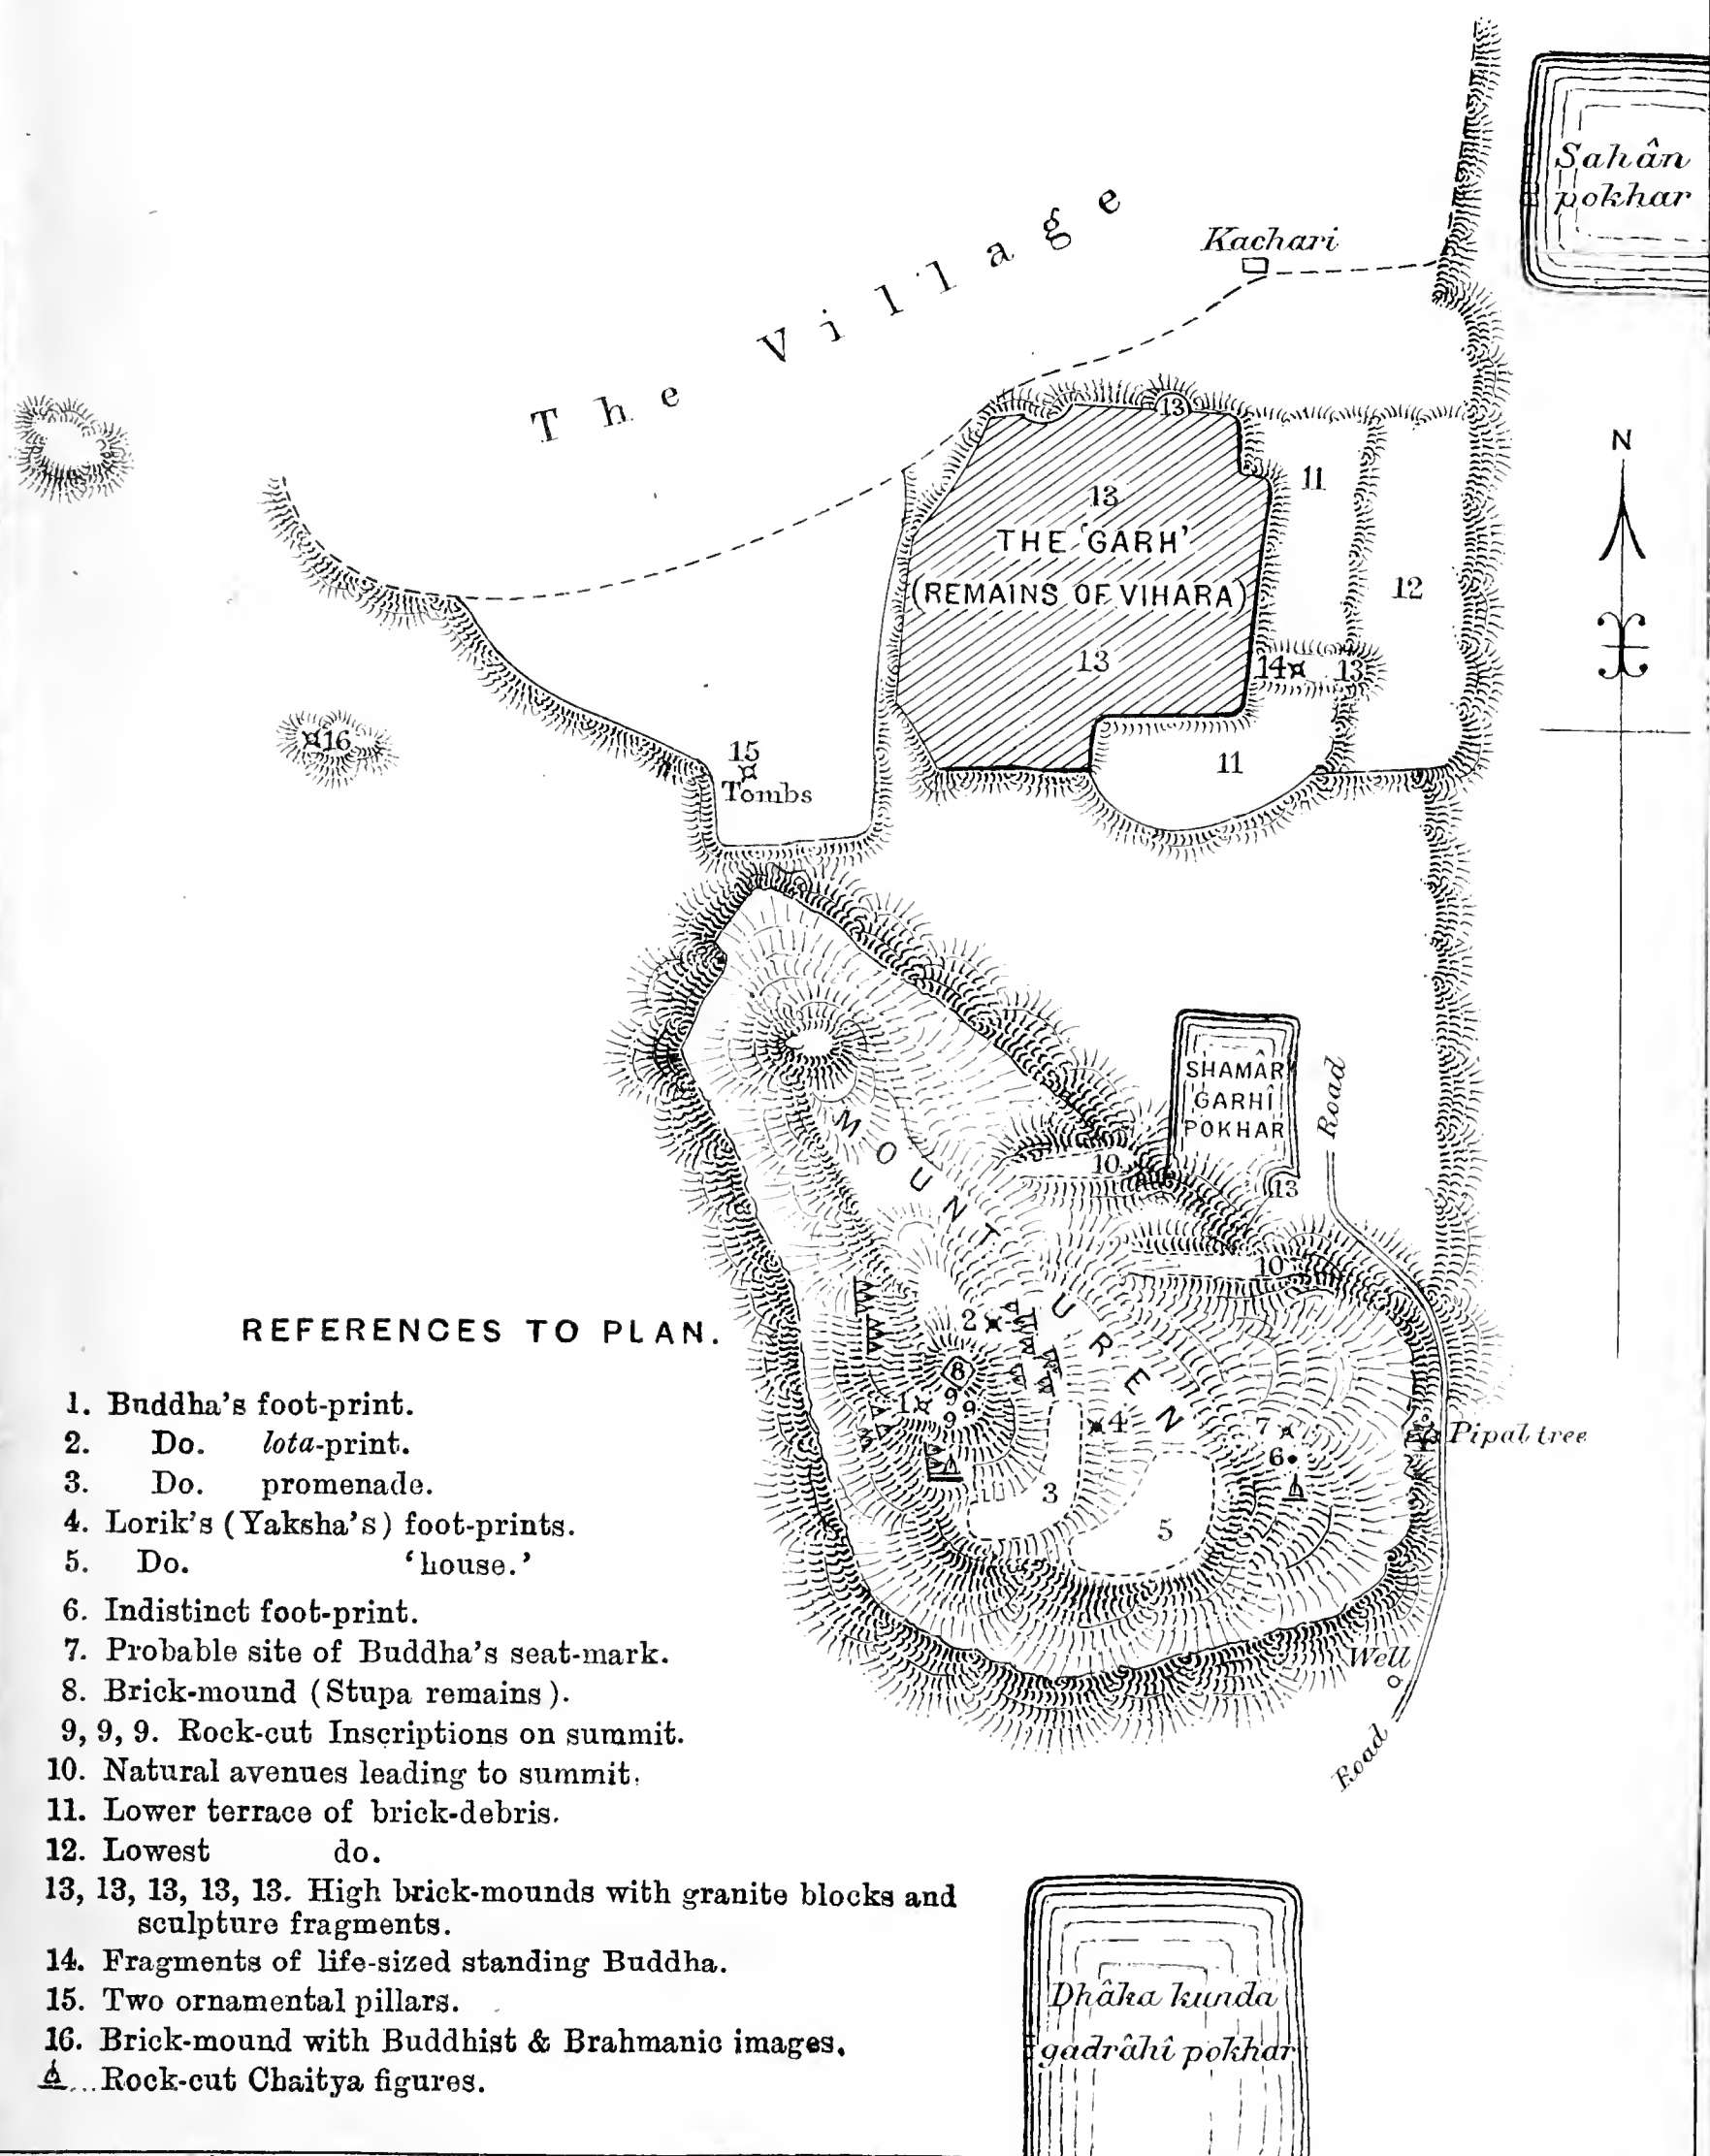 Sahân
pokhar
Kachari
The Village
13
N
11
13
THE 'GARH'
(REMAINS OF VIHARA)
12
13
14 13
16
15
Tombs
11
SHAMÂR
GARHÎ
POKHAR
Road
10
13
MOUNT UREN
10
2
8
1 9 9
9
4
7
Pipal tree
6
3
5
Well
Road
REFERENCES TO PLAN.
1. Buddha's foot-print.
2. Do. lota-print.
3. Do. promenade.
4. Lorik's (Yaksha's) foot-prints.
5. Do. 'house.'
6. Indistinct foot-print.
7. Probable site of Buddha's seat-mark.
8. Brick-mound (Stupa remains).
9, 9, 9. Rock-cut Inscriptions on summit.
10. Natural avenues leading to summit.
11. Lower terrace of brick-debris.
12. Lowest do.
13, 13, 13, 13, 13. High brick-mounds with granite blocks and
sculpture fragments.
14. Fragments of life-sized standing Buddha.
15. Two ornamental pillars.
16. Brick-mound with Buddhist & Brahmanic images.
...Rock-cut Chaitya figures.
Dhâka kunda
gadrâhî pokhar